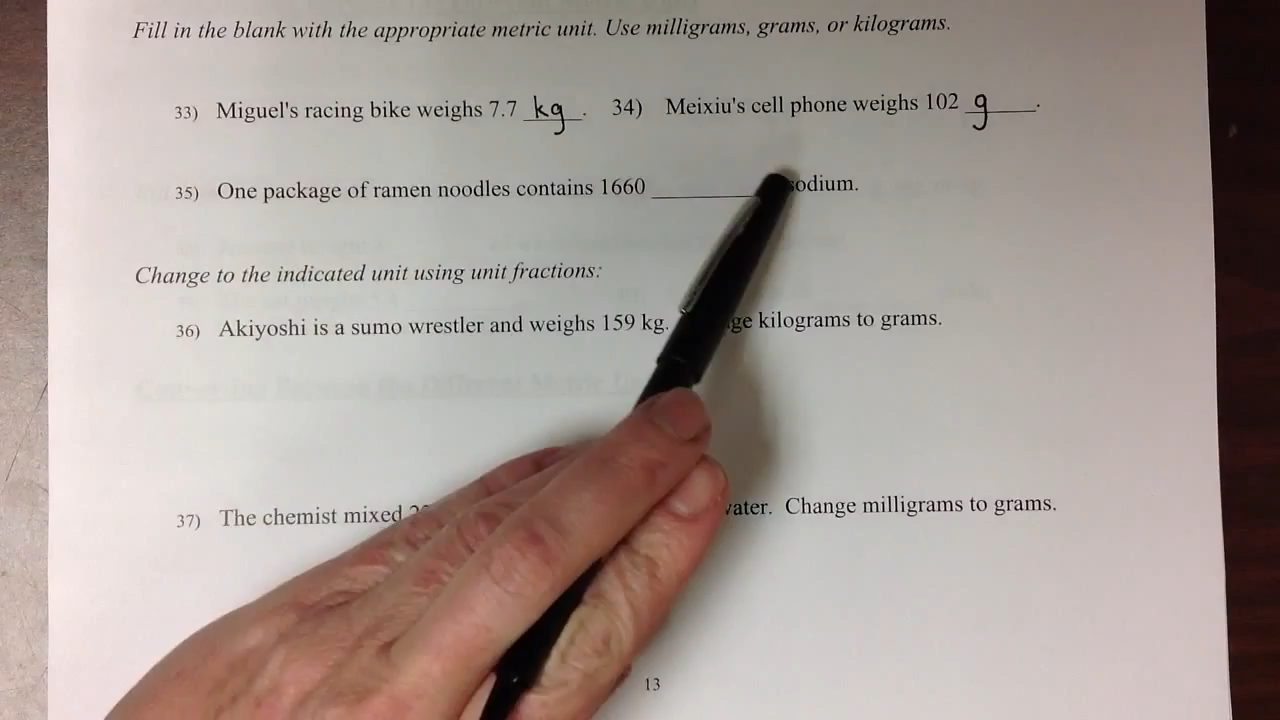 Fill in the blank with the appropriate metric unit. Use milligrams, grams, or kilograms.
33) Miguel's racing bike weighs 7.7 kg. 34) Meixiu's cell phone weighs 102 g.
35) One package of ramen noodles contains 1660 ________ sodium.
Change to the indicated unit using unit fractions:
36) Akiyoshi is a sumo wrestler and weighs 159 kg. kilograms to grams.
37) The chemist mixed water. Change milligrams to grams.
13